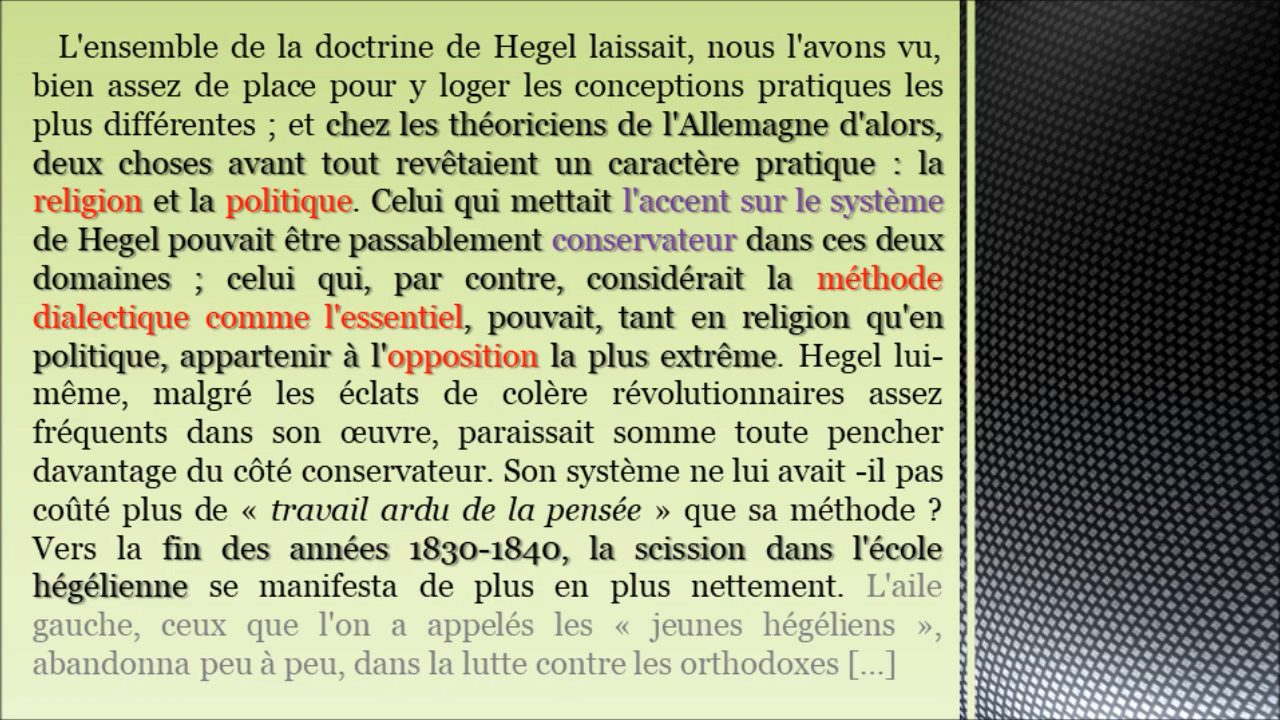 L'ensemble de la doctrine de Hegel laissait, nous l'avons vu,
bien assez de place pour y loger les conceptions pratiques les
plus différentes ; et chez les théoriciens de l'Allemagne d'alors,
deux choses avant tout revêtaient un caractère pratique : la
religion et la politique. Celui qui mettait l'accent sur le système
de Hegel pouvait être passablement conservateur dans ces deux
domaines ; celui qui, par contre, considérait la méthode
dialectique comme l'essentiel, pouvait, tant en religion qu'en
politique, appartenir à l'opposition la plus extrême. Hegel lui-
même, malgré les éclats de colère révolutionnaires assez
fréquents dans son œuvre, paraissait somme toute pencher
davantage du côté conservateur. Son système ne lui avait -il pas
coûté plus de « travail ardu de la pensée » que sa méthode ?
Vers la fin des années 1830-1840, la scission dans l'école
hégélienne se manifesta de plus en plus nettement. L'aile
gauche, ceux que l'on a appelés les « jeunes hégéliens »,
abandonna peu à peu, dans la lutte contre les orthodoxes [...]